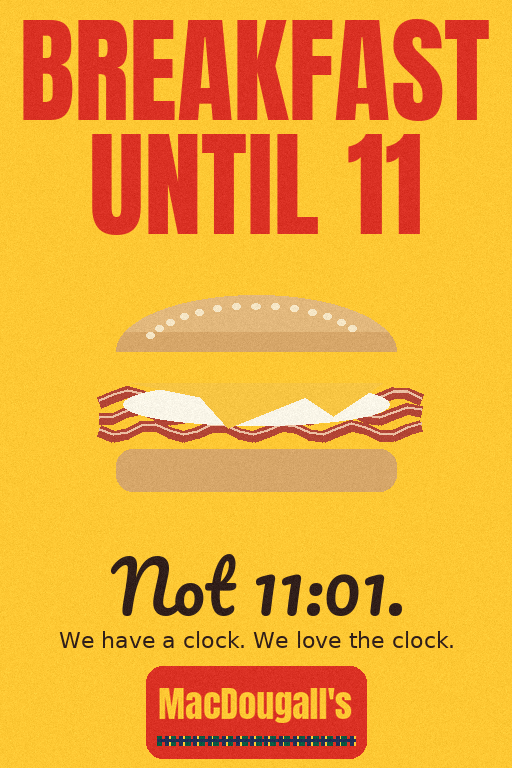 BREAKFAST
UNTIL 11
Not 11:01.
We have a clock. We love the clock.
MacDougall's